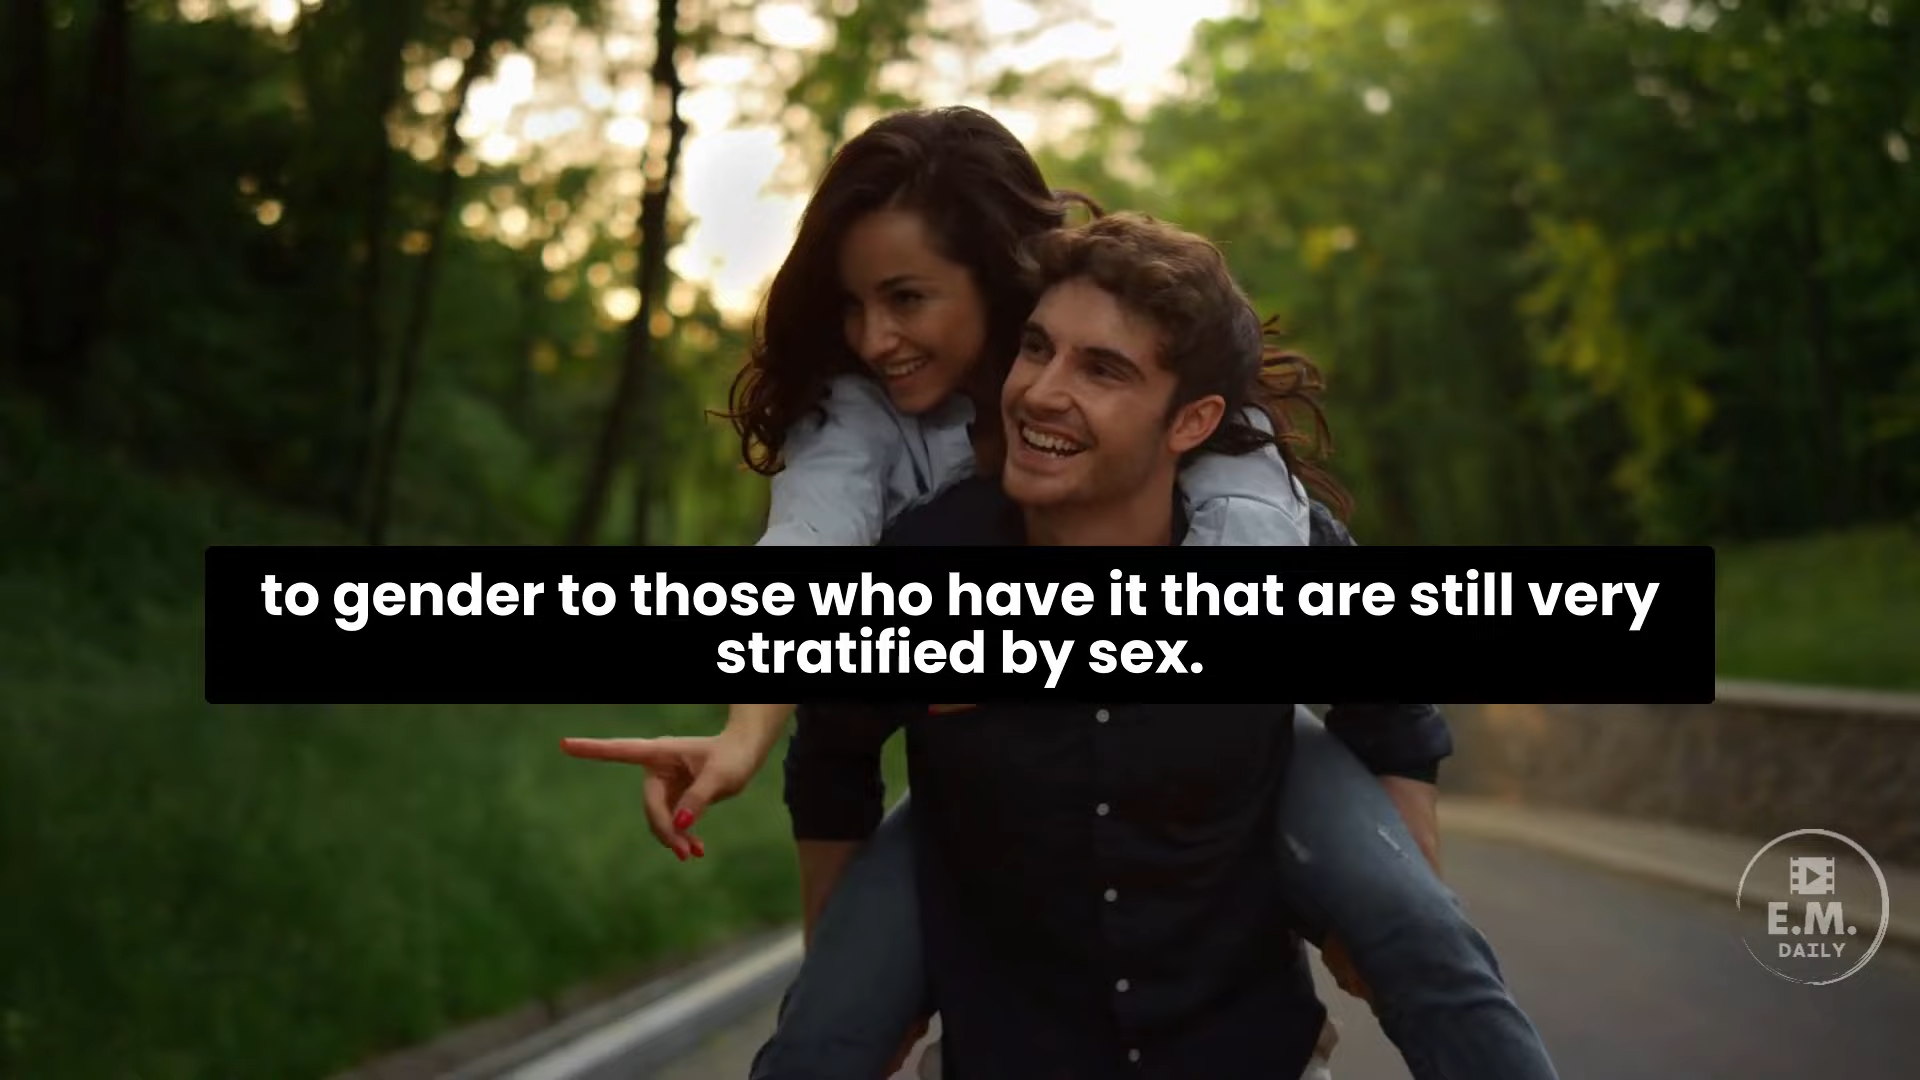 to gender to those who have it that are still very
stratified by sex.
E.M.
DAILY